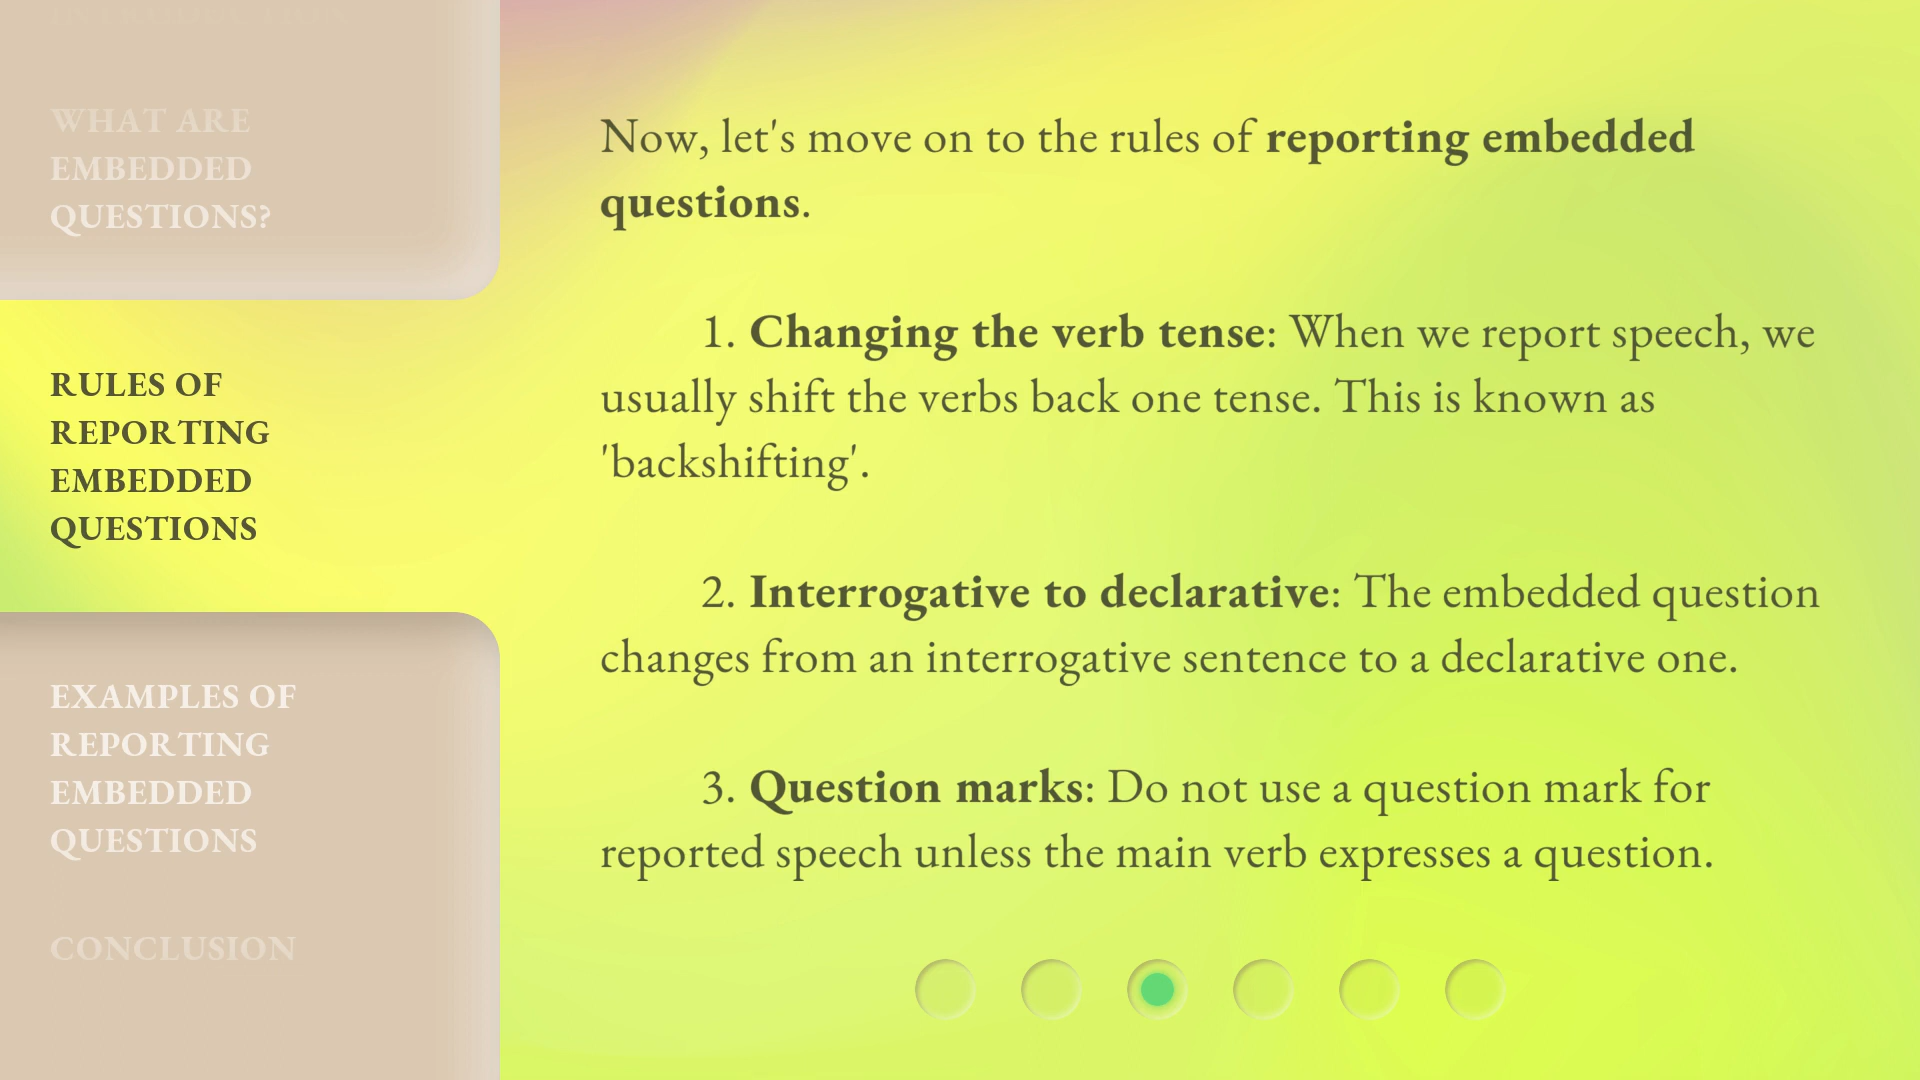 INTRODUCTION
WHAT ARE
EMBEDDED
QUESTIONS?
RULES OF
REPORTING
EMBEDDED
QUESTIONS
EXAMPLES OF
REPORTING
EMBEDDED
QUESTIONS
CONCLUSION
Now, let's move on to the rules of reporting embedded
questions.
1. Changing the verb tense: When we report speech, we
usually shift the verbs back one tense. This is known as
'backshifting'.
2. Interrogative to declarative: The embedded question
changes from an interrogative sentence to a declarative one.
3. Question marks: Do not use a question mark for
reported speech unless the main verb expresses a question.